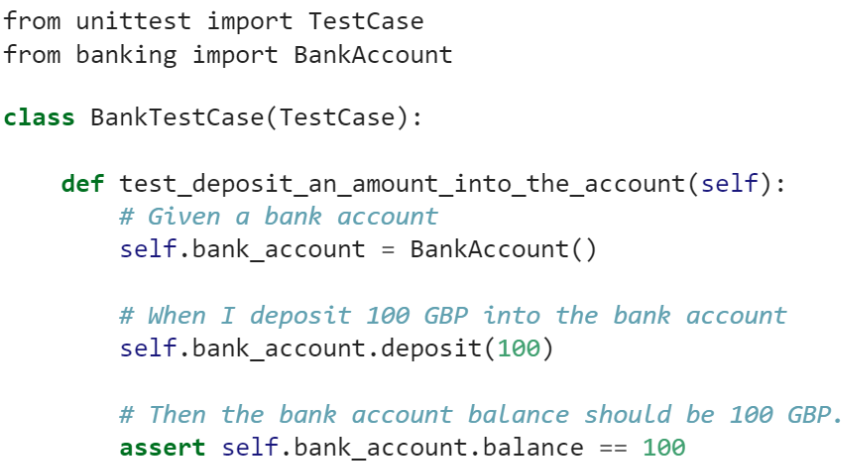 from unittest import TestCase
from banking import BankAccount
class BankTestCase(TestCase):
def test_deposit_an_amount_into_the_account(self):
# Given a bank account
self.bank_account = BankAccount()
# When I deposit 100 GBP into the bank account
self.bank_account.deposit(100)
# Then the bank account balance should be 100 GBP.
assert self.bank_account.balance == 100